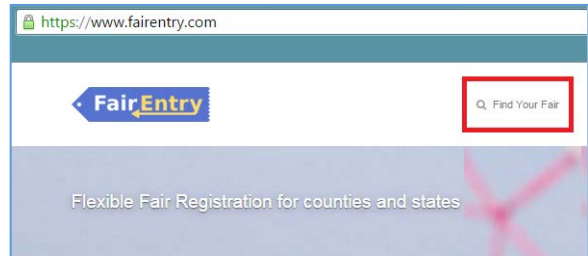 https://www.fairentry.com
FairEntry
Find Your Fair
Flexible Fair Registration for counties and states